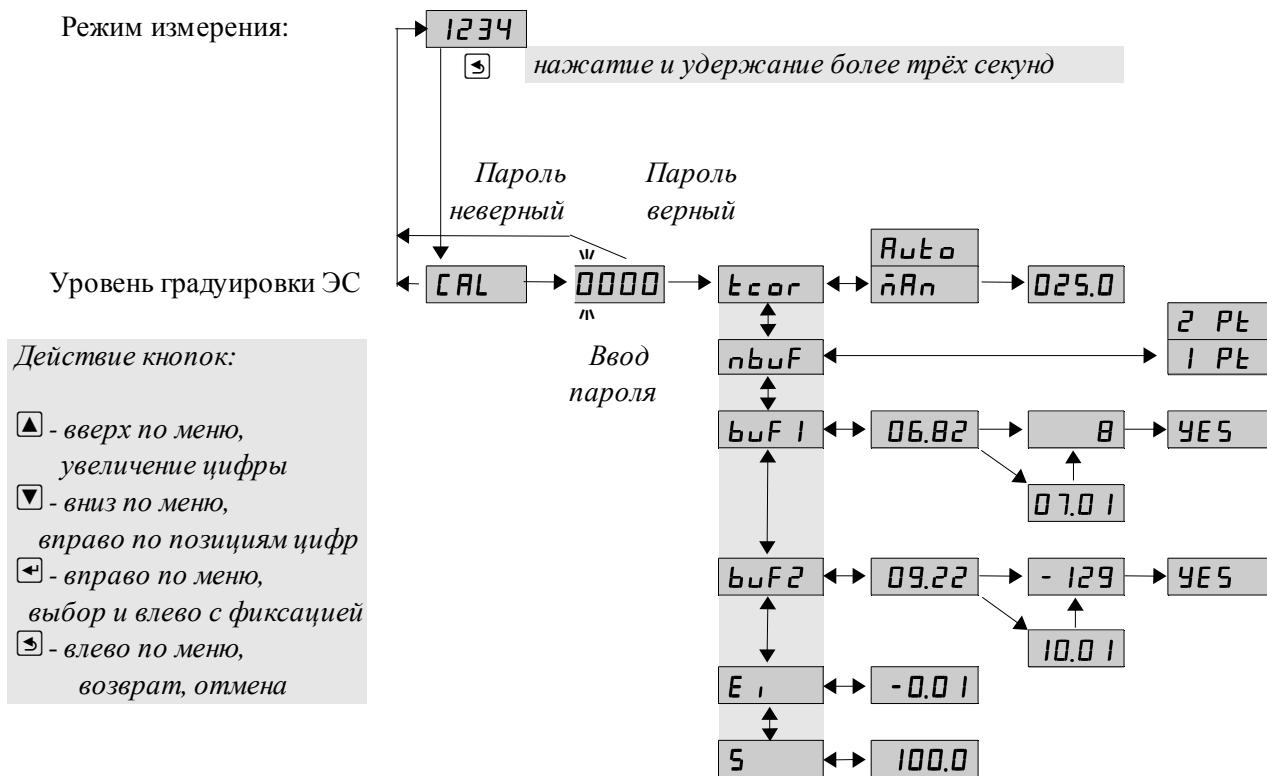 Режим измерения:
1234
нажатие и удержание более трёх секунд
Пароль неверный
Пароль верный
Уровень градуировки ЭС
CAL
0000
tcor
Auto
m̄An
025.0
Ввод пароля
nbuF
2 Pt
1 Pt
buF1
06.82
8
YES
07.01
buF2
09.22
-129
YES
10.01
Ei
-0.01
S
100.0
Действие кнопок:
- вверх по меню,
увеличение цифры
- вниз по меню,
вправо по позициям цифр
- вправо по меню,
выбор и влево с фиксацией
- влево по меню,
возврат, отмена